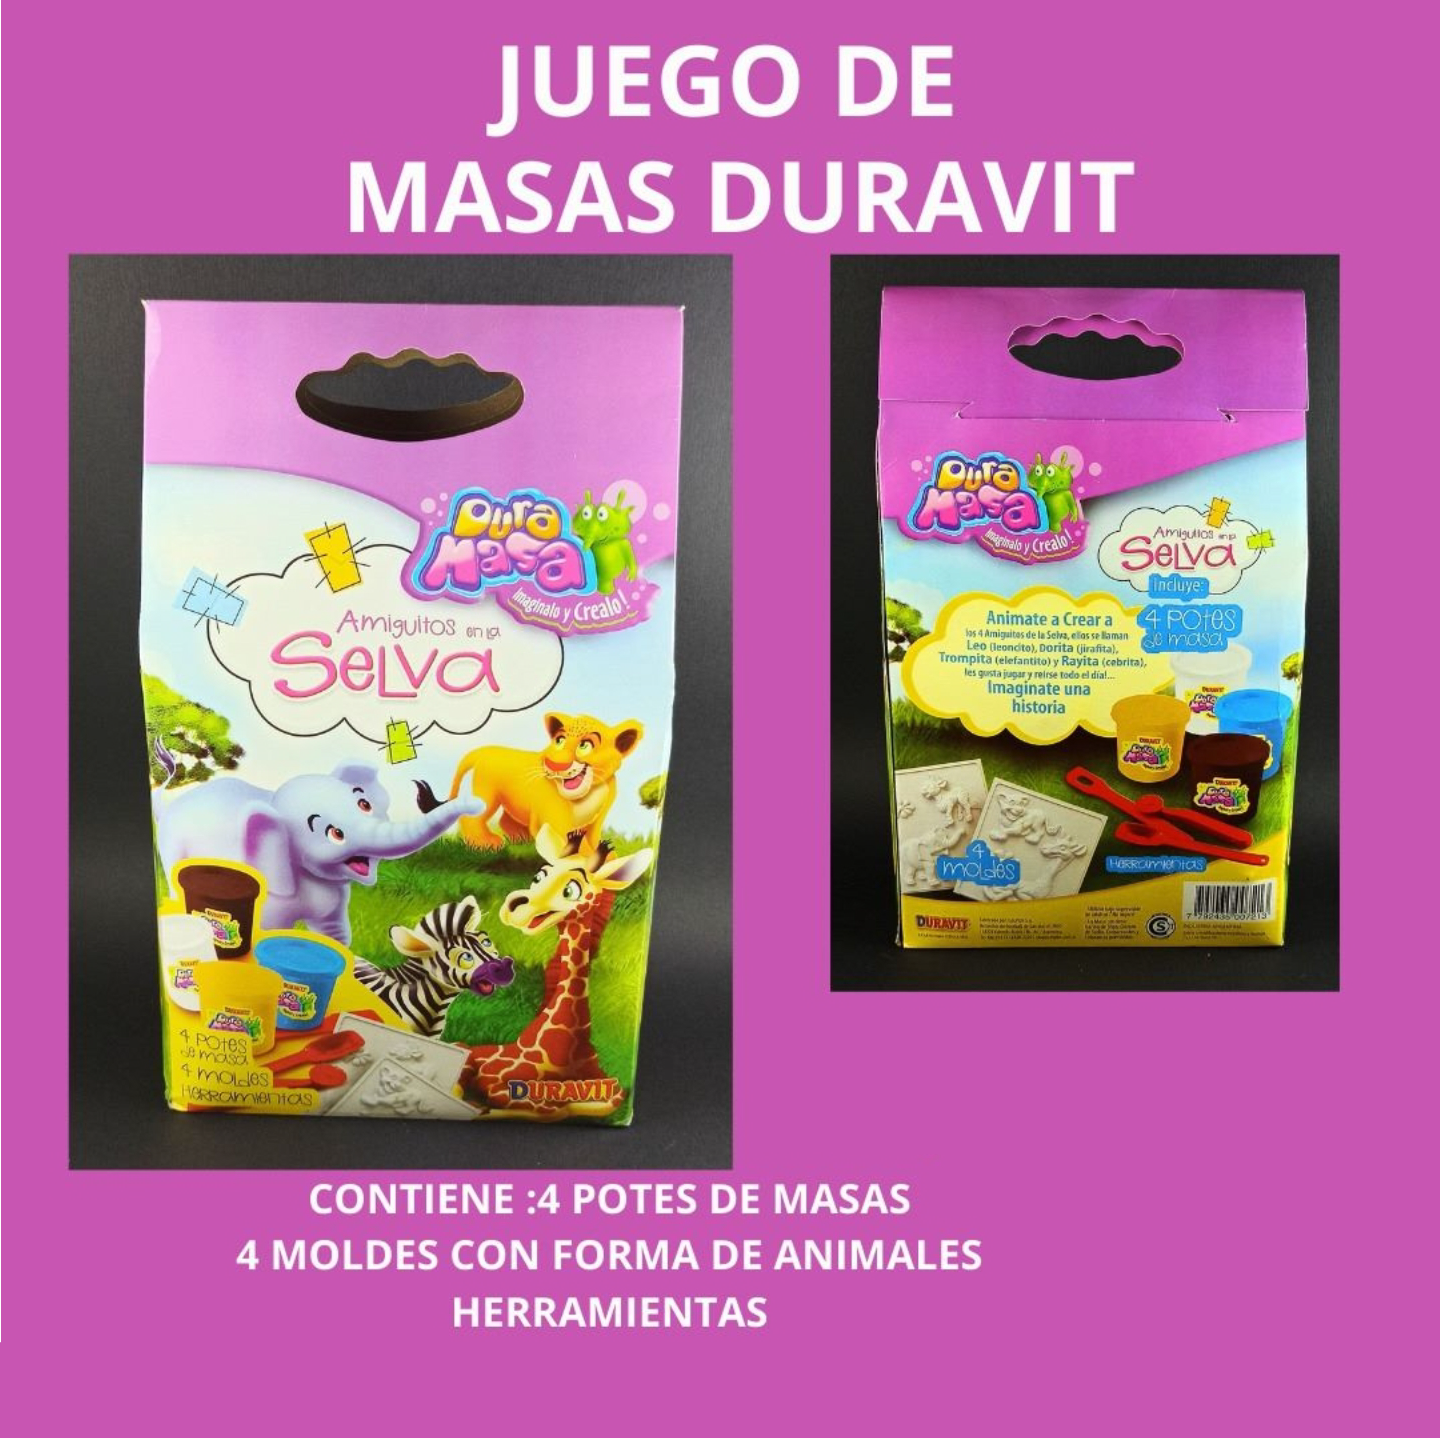 JUEGO DE
MASAS DURAVIT
Dura
Masa
Imaginalo y Crealo!
Amiguitos en la
Selva
4 Potes
de masa
4 moldes
Herramientas
DURAVIT
Dura
Masa
Imaginalo y Crealo!
Amiguitos en la
Selva
Incluye:
4 Potes
de masa
Animate a Crear a
los 4 Amiguitos de la Selva, ellos se llaman
Leo (leoncito), Dorita (jirafita),
Trompita (elefantito) y Rayita (cebrita),
les gusta jugar y reirse todo el día!...
Imaginate una
historia
4
moldes
Herramientas
DURAVIT
CONTIENE :4 POTES DE MASAS
4 MOLDES CON FORMA DE ANIMALES
HERRAMIENTAS